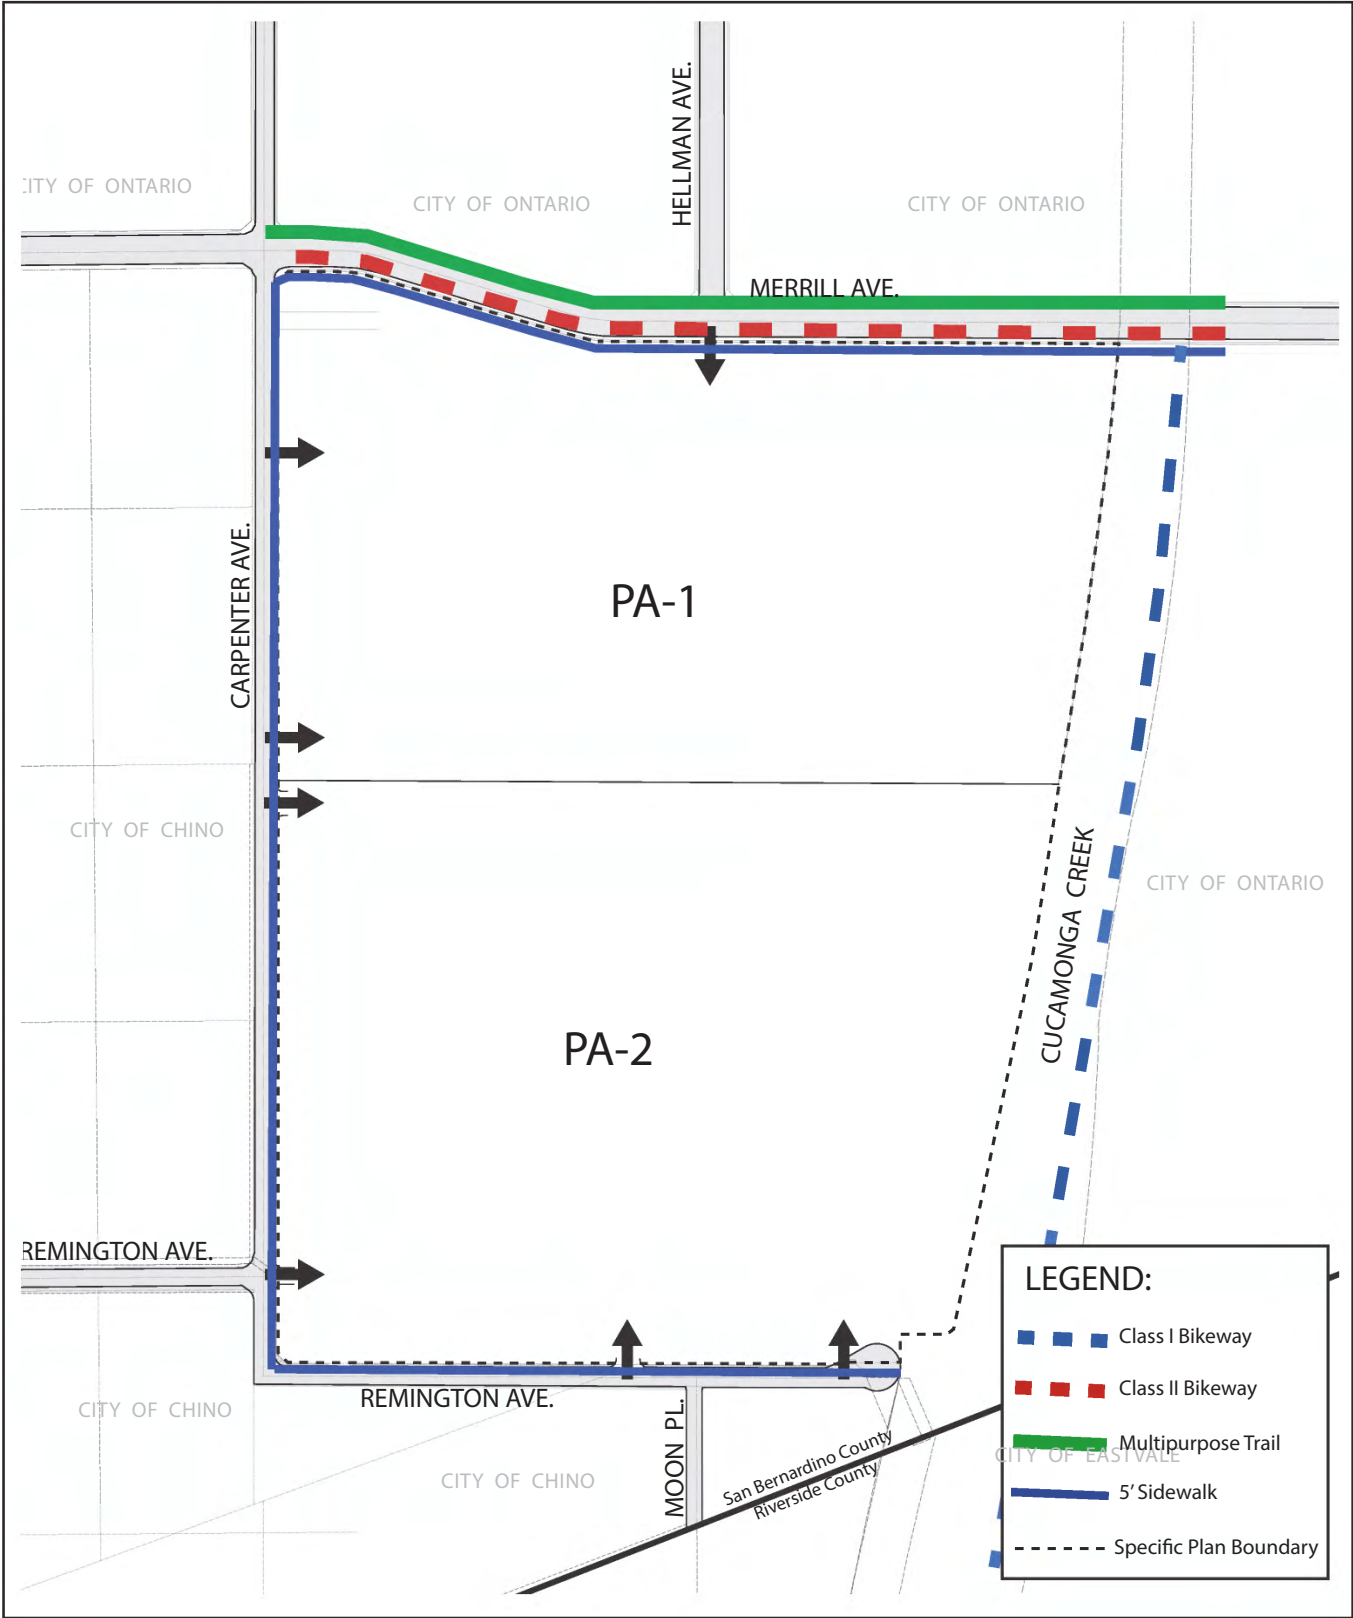 HELLMAN AVE.
CITY OF ONTARIO
CITY OF ONTARIO
CITY OF ONTARIO
MERRILL AVE.
CARPENTER AVE.
PA-1
CITY OF CHINO
CUCAMONGA CREEK
CITY OF ONTARIO
PA-2
REMINGTON AVE.
REMINGTON AVE.
CITY OF CHINO
MOON PL.
CITY OF CHINO
San Bernardino County
Riverside County
CITY OF EASTVALE
LEGEND:
Class I Bikeway
Class II Bikeway
Multipurpose Trail
5' Sidewalk
Specific Plan Boundary